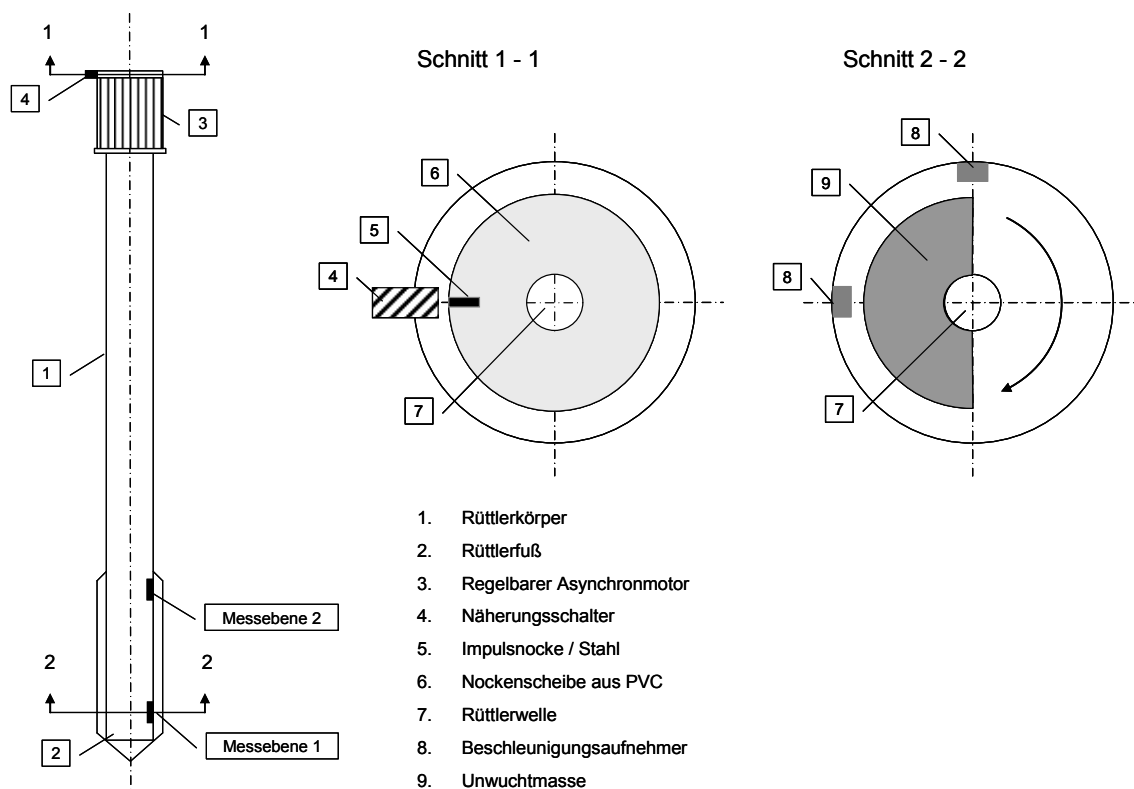 1
1
4
3
1
Messebene 2
2
2
2
Messebene 1
Schnitt 1 - 1
6
5
4
7
Schnitt 2 - 2
8
9
8
7
1. Rüttlerkörper
2. Rüttlerfuß
3. Regelbarer Asynchronmotor
4. Näherungsschalter
5. Impulsnocke / Stahl
6. Nockenscheibe aus PVC
7. Rüttlerwelle
8. Beschleunigungsaufnehmer
9. Unwuchtmasse